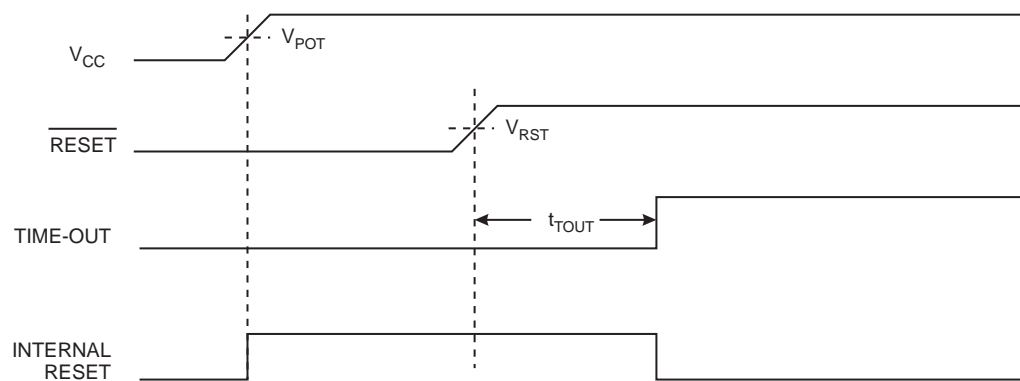 V_CC
V_POT
RESET
V_RST
TIME-OUT
t_TOUT
INTERNAL
RESET